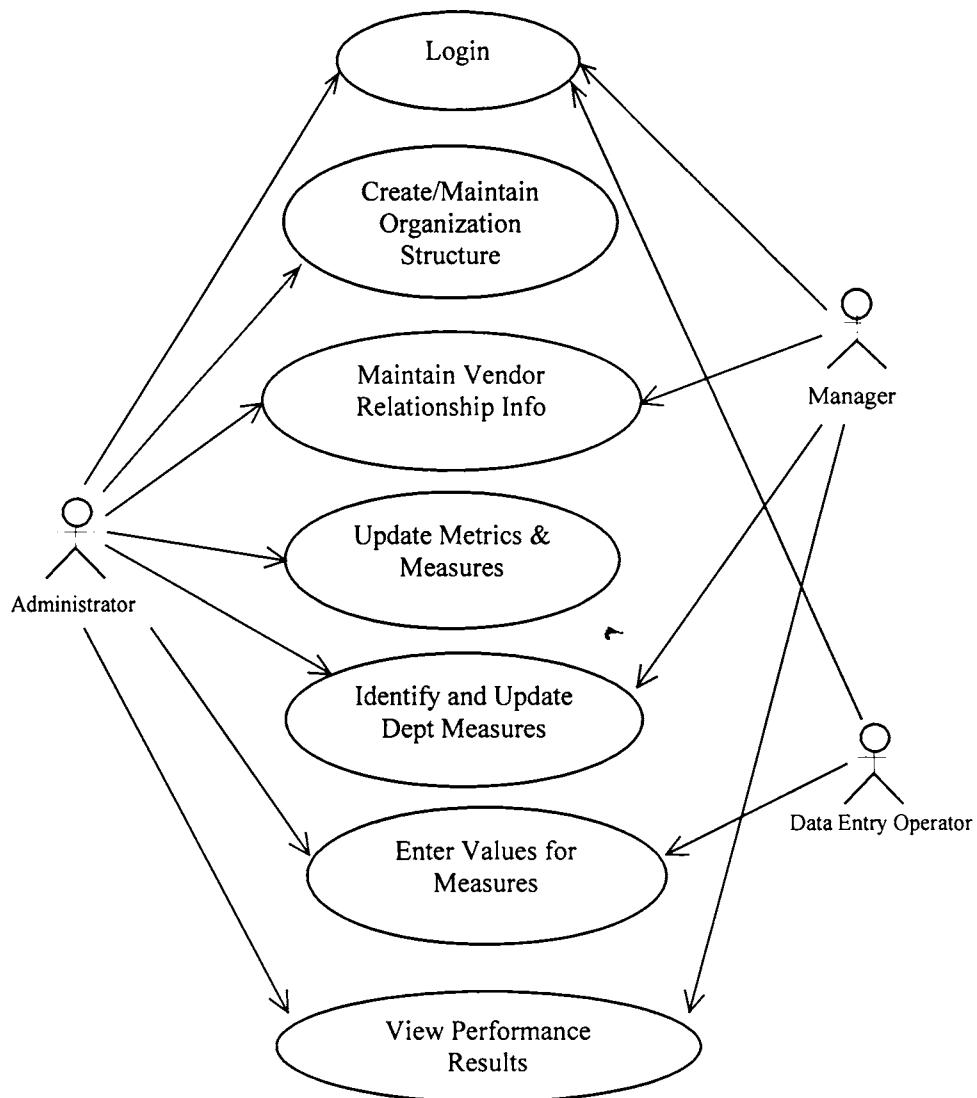 Login
Create/Maintain
Organization
Structure
Maintain Vendor
Relationship Info
Manager
Update Metrics &
Measures
Administrator
Identify and Update
Dept Measures
Data Entry Operator
Enter Values for
Measures
View Performance
Results